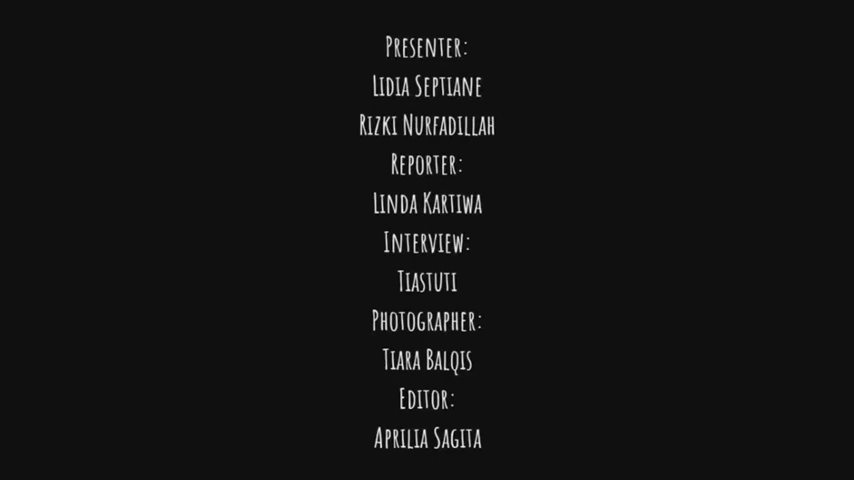 Presenter:
Lidia Septiane
Rizki Nurfadillah
Reporter:
Linda Kartiwa
Interview:
Tiastuti
Photographer:
Tiara Balqis
Editor:
Aprilia Sagita